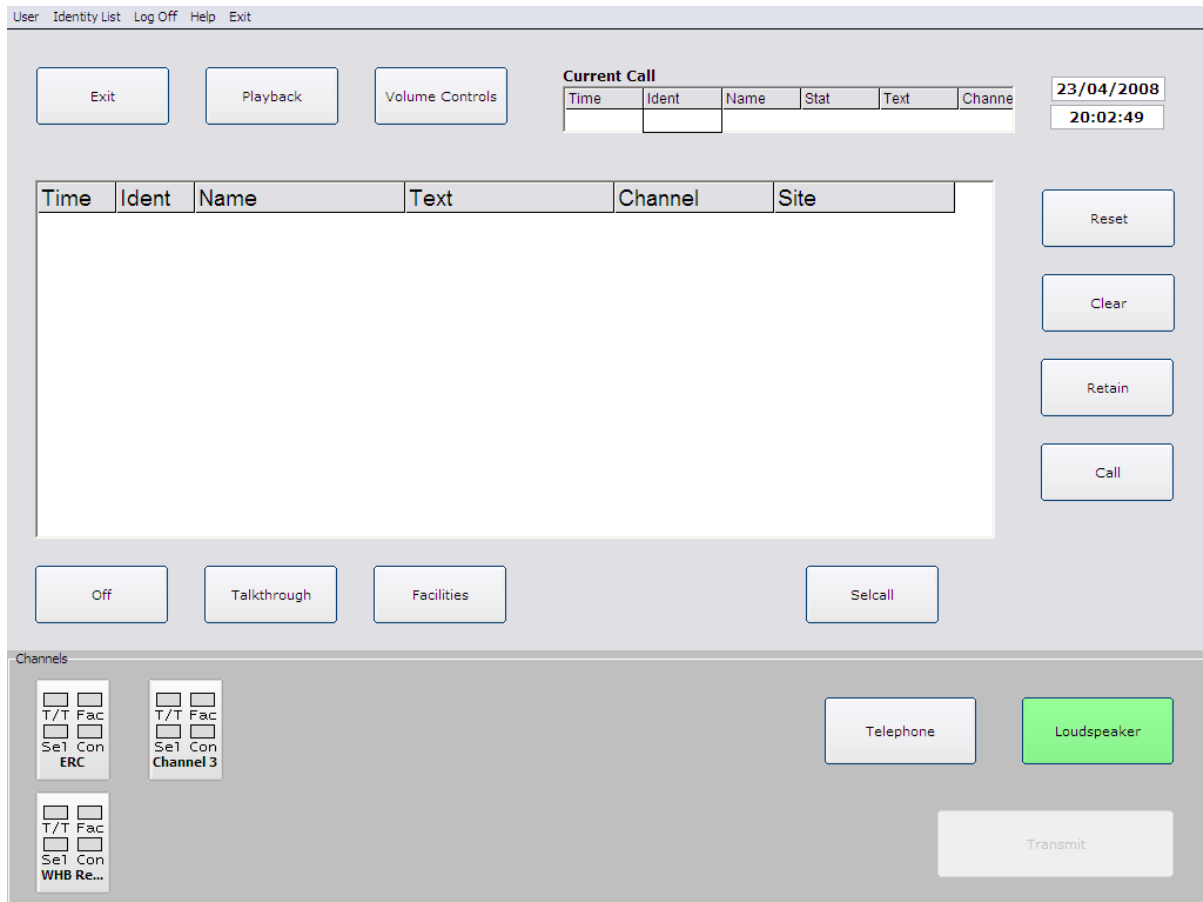 User Identity List Log Off Help Exit
Exit Playback Volume Controls
Current Call
Time Ident Name Stat Text Channe
23/04/2008
20:02:49
Time Ident Name Text Channel Site
Reset
Clear
Retain
Call
Off Talkthrough Facilities Selcall
Channels
T/T Fac
Sel Con
ERC
T/T Fac
Sel Con
Channel 3
Telephone Loudspeaker
T/T Fac
Sel Con
WHB Re...
Transmit